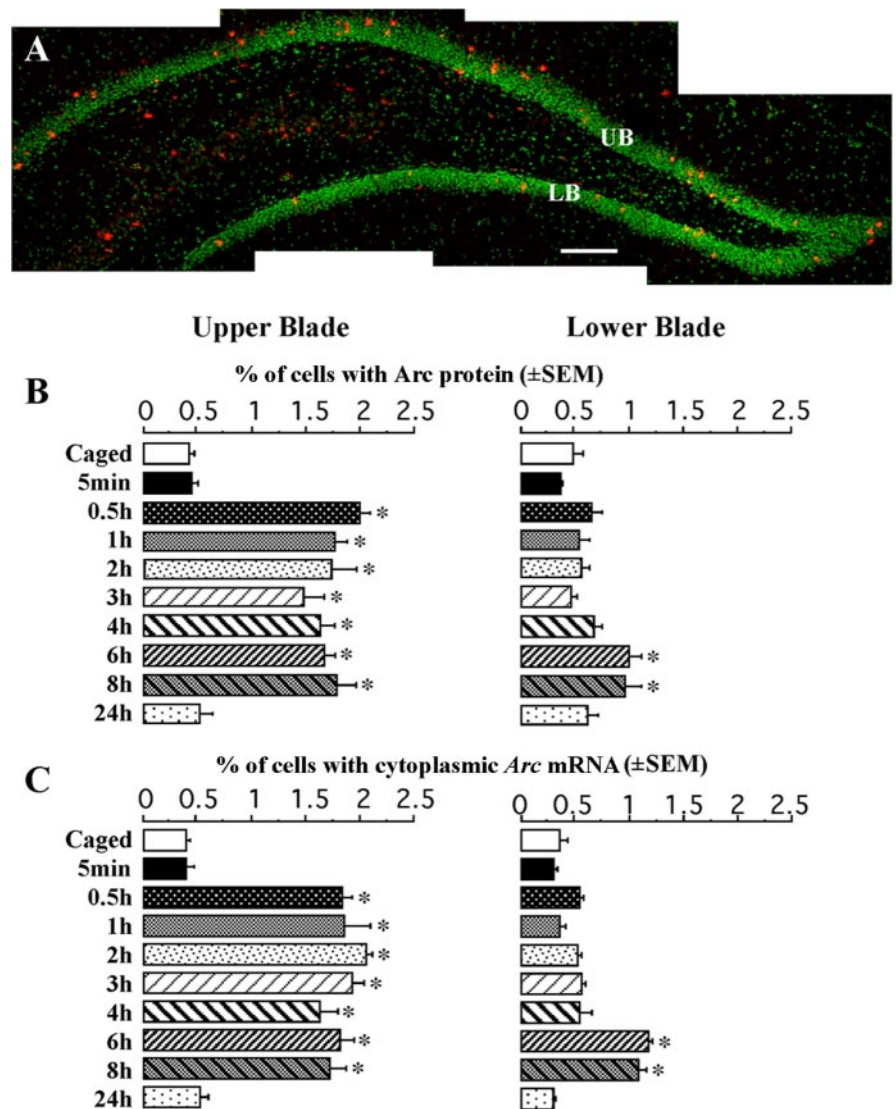 A
UB
LB
Upper Blade Lower Blade
B
% of cells with Arc protein (±SEM)
0 0.5 1 1.5 2 2.5 0 0.5 1 1.5 2 2.5
Caged
5min
0.5h * 
1h *
2h *
3h *
4h *
6h * *
8h * *
24h
C
% of cells with cytoplasmic Arc mRNA (±SEM)
0 0.5 1 1.5 2 2.5 0 0.5 1 1.5 2 2.5
Caged
5min
0.5h *
1h *
2h *
3h *
4h *
6h * *
8h * *
24h